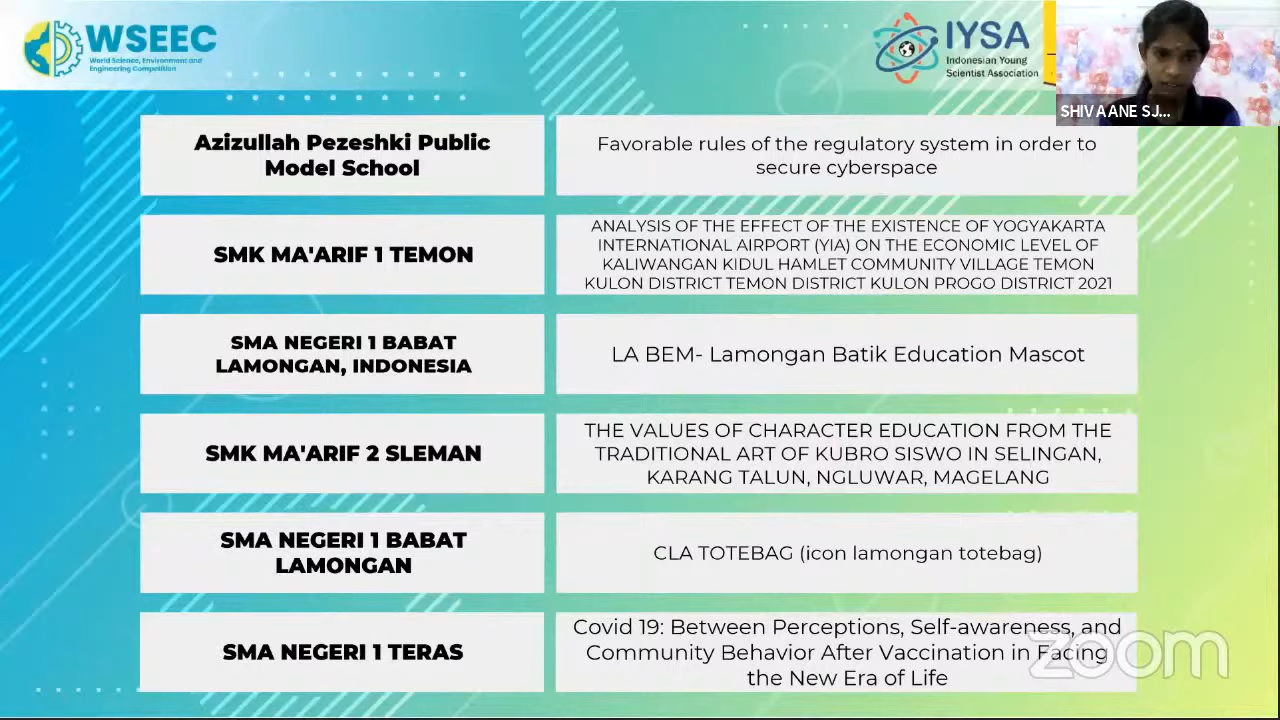 WSEEC
World Science, Environment and
Engineering Competition
IYSA
Indonesian Young
Scientist Association
SHIVAANE SJ...
Azizullah Pezeshki Public
Model School
Favorable rules of the regulatory system in order to
secure cyberspace
SMK MA'ARIF 1 TEMON
ANALYSIS OF THE EFFECT OF THE EXISTENCE OF YOGYAKARTA
INTERNATIONAL AIRPORT (YIA) ON THE ECONOMIC LEVEL OF
KALIWANGAN KIDUL HAMLET COMMUNITY VILLAGE TEMON
KULON DISTRICT TEMON DISTRICT KULON PROGO DISTRICT 2021
SMA NEGERI 1 BABAT
LAMONGAN, INDONESIA
LA BEM- Lamongan Batik Education Mascot
SMK MA'ARIF 2 SLEMAN
THE VALUES OF CHARACTER EDUCATION FROM THE
TRADITIONAL ART OF KUBRO SISWO IN SELINGAN,
KARANG TALUN, NGLUWAR, MAGELANG
SMA NEGERI 1 BABAT
LAMONGAN
CLA TOTEBAG (icon lamongan totebag)
SMA NEGERI 1 TERAS
Covid 19: Between Perceptions, Self-awareness, and
Community Behavior After Vaccination in Facing
the New Era of Life
zoom